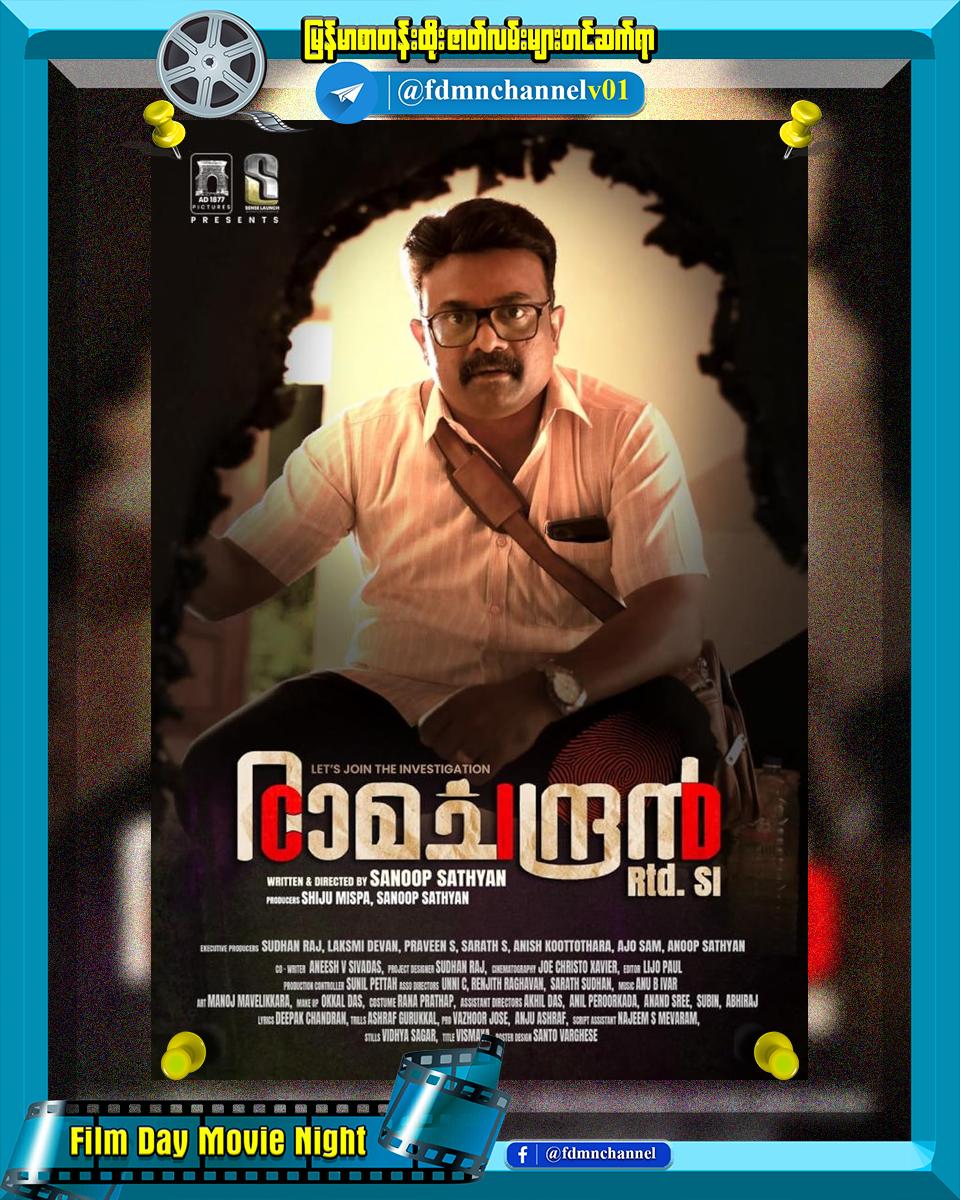 မြန်မာစာတန်းထိုးဇာတ်လမ်းများတင်ဆက်ရာ
@fdmnchannelv01
AD 1877
PICTURES
SENSE LAUNCH
PRESENTS
LET'S JOIN THE INVESTIGATION
CID രാമചന്ദ്രൻ
Rtd. SI
WRITTEN & DIRECTED BY SANOOP SATHYAN
PRODUCERS SHIJU MISPA, SANOOP SATHYAN
EXECUTIVE PRODUCERS SUDHAN RAJ, LAKSMI DEVAN, PRAVEEN S, SARATH S, ANISH KOOTTOTHARA, AJO SAM, ANOOP SATHYAN
CO - WRITER ANEESH V SIVADAS, PROJECT DESIGNER SUDHAN RAJ, CINEMATOGRAPHY JOE CHRISTO XAVIER, EDITOR LIJO PAUL
PRODUCTION CONTROLLER SUNIL PETTAH ASSO DIRECTORS UNNI C, RENJITH RAGHAVAN, SARATH SUDHAN, MUSIC ANU B IVAR
ART MANOJ MAVELIKKARA, MAKE UP OKKAL DAS, COSTUME RANA PRATHAP, ASSISTANT DIRECTORS AKHIL DAS, ANIL PEROORKADA, ANAND SREE, SUBIN, ABHIRAJ
LYRICS DEEPAK CHANDRAN, TRILLS ASHRAF GURUKKAL, PRO VAZHOOR JOSE, ANJU ASHRAF, SCRIPT ASSISTANT NAJEEM S MEVARAM,
STILLS VIDHYA SAGAR, TITLE VISMAYA, POSTER DESIGN SANTO VARGHESE
Film Day Movie Night
@fdmnchannel